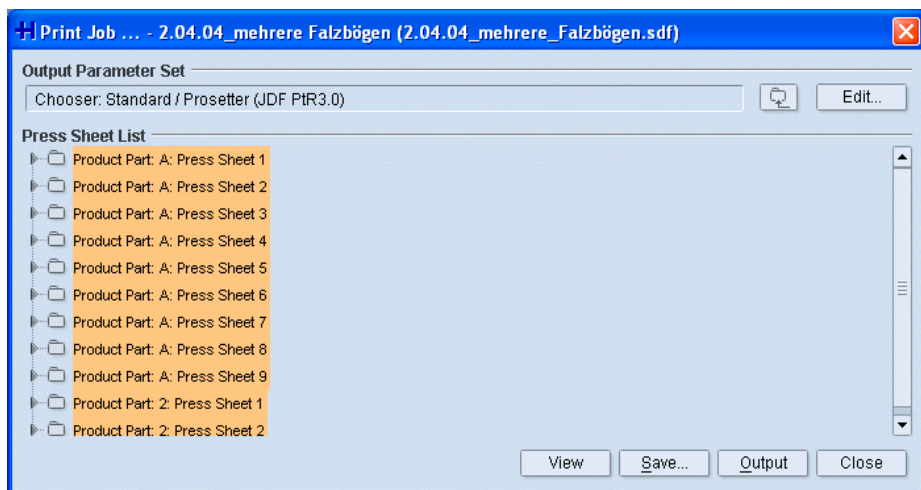 Print Job ... - 2.04.04_mehrere Falzbögen (2.04.04_mehrere_Falzbögen.sdf)
Output Parameter Set
Chooser: Standard / Prosetter (JDF PtR3.0)
Edit...
Press Sheet List
Product Part: A: Press Sheet 1
Product Part: A: Press Sheet 2
Product Part: A: Press Sheet 3
Product Part: A: Press Sheet 4
Product Part: A: Press Sheet 5
Product Part: A: Press Sheet 6
Product Part: A: Press Sheet 7
Product Part: A: Press Sheet 8
Product Part: A: Press Sheet 9
Product Part: 2: Press Sheet 1
Product Part: 2: Press Sheet 2
View Save... Output Close